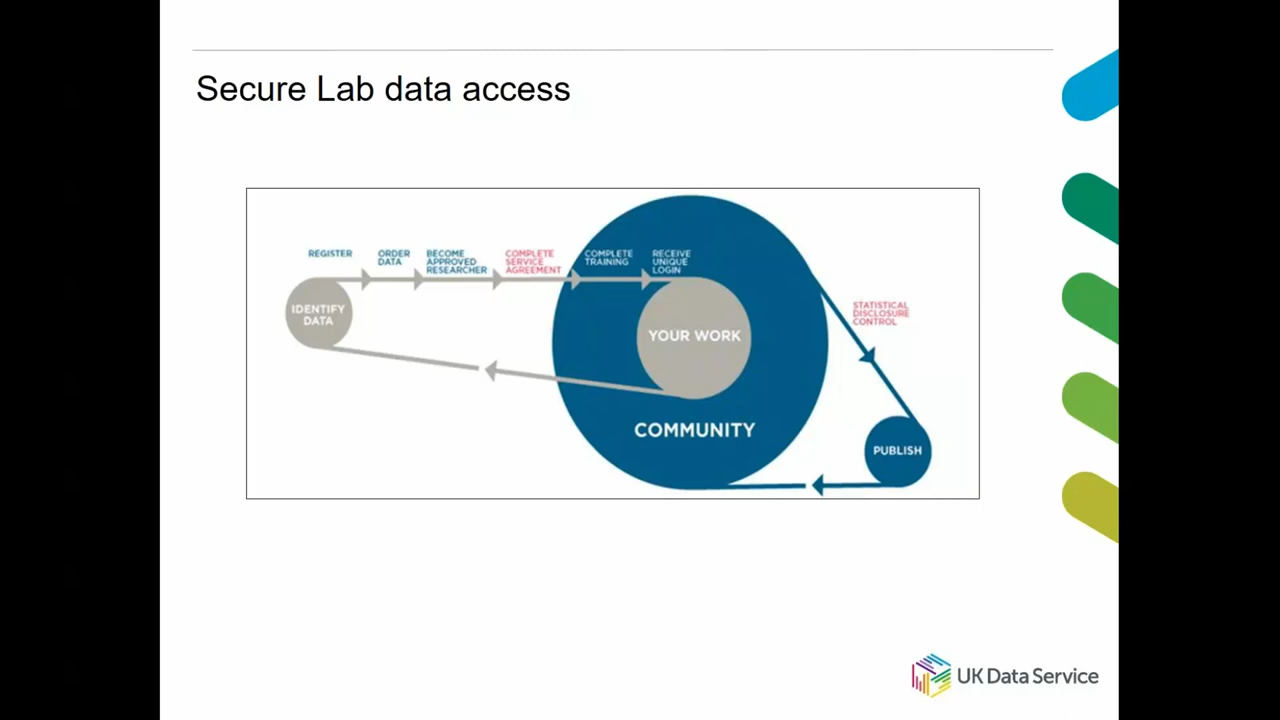 Secure Lab data access
REGISTER
ORDER
DATA
BECOME
APPROVED
RESEARCHER
COMPLETE
SERVICE
AGREEMENT
COMPLETE
TRAINING
RECEIVE
UNIQUE
LOGIN
IDENTIFY
DATA
YOUR WORK
STATISTICAL
DISCLOSURE
CONTROL
COMMUNITY
PUBLISH
UK Data Service